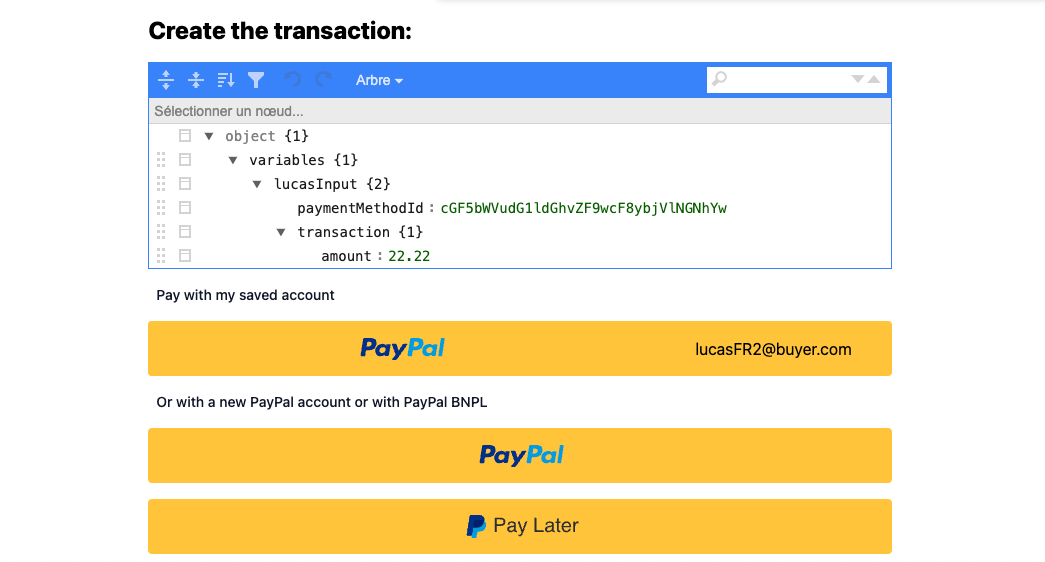 Create the transaction:
Arbre
Sélectionner un nœud...
object {1}
variables {1}
lucasInput {2}
paymentMethodId : cGF5bWVudG1ldGhvZF9wcF8ybjVlNGNhYw
transaction {1}
amount : 22.22
Pay with my saved account
PayPal lucasFR2@buyer.com
Or with a new PayPal account or with PayPal BNPL
PayPal
Pay Later